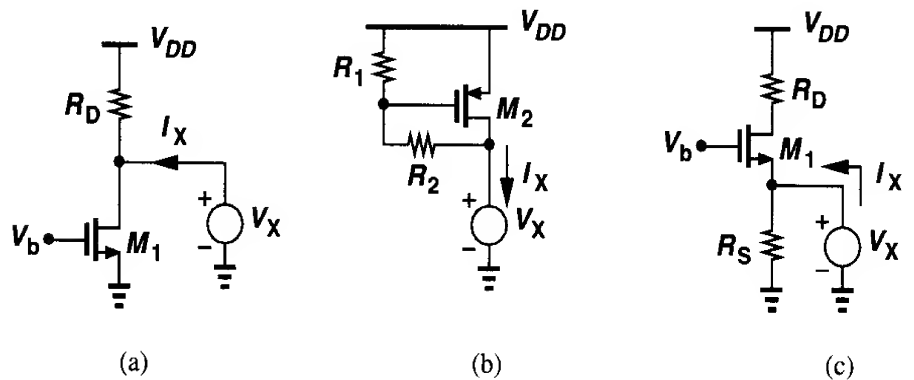 V_DD
R_D
I_X
V_b
M_1
+
−
V_X
(a)
V_DD
R_1
M_2
R_2
I_X
+
−
V_X
(b)
V_DD
R_D
V_b
M_1
I_X
R_S
+
−
V_X
(c)